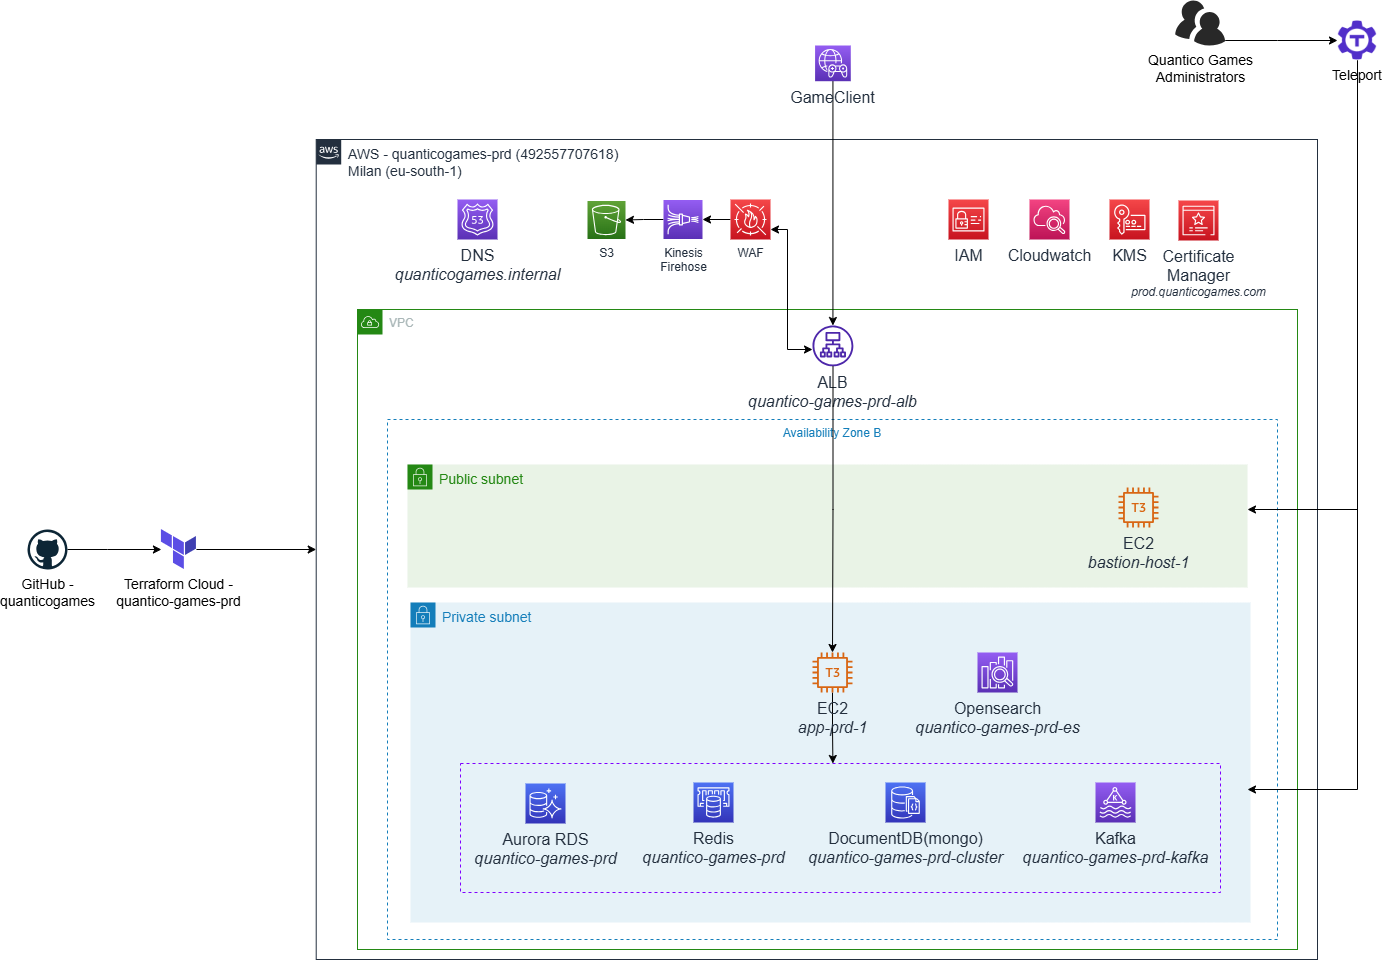 Quantico Games
Administrators
Teleport
GameClient
aws
AWS - quanticogames-prd (492557707618)
Milan (eu-south-1)
53
DNS
quanticogames.internal
S3
Kinesis
Firehose
WAF
IAM
Cloudwatch
KMS
Certificate
Manager
prod.quanticogames.com
VPC
ALB
quantico-games-prd-alb
Availability Zone B
Public subnet
T3
EC2
bastion-host-1
GitHub -
quanticogames
Terraform Cloud -
quantico-games-prd
Private subnet
T3
EC2
app-prd-1
Opensearch
quantico-games-prd-es
Aurora RDS
quantico-games-prd
Redis
quantico-games-prd
DocumentDB(mongo)
quantico-games-prd-cluster
K
Kafka
quantico-games-prd-kafka